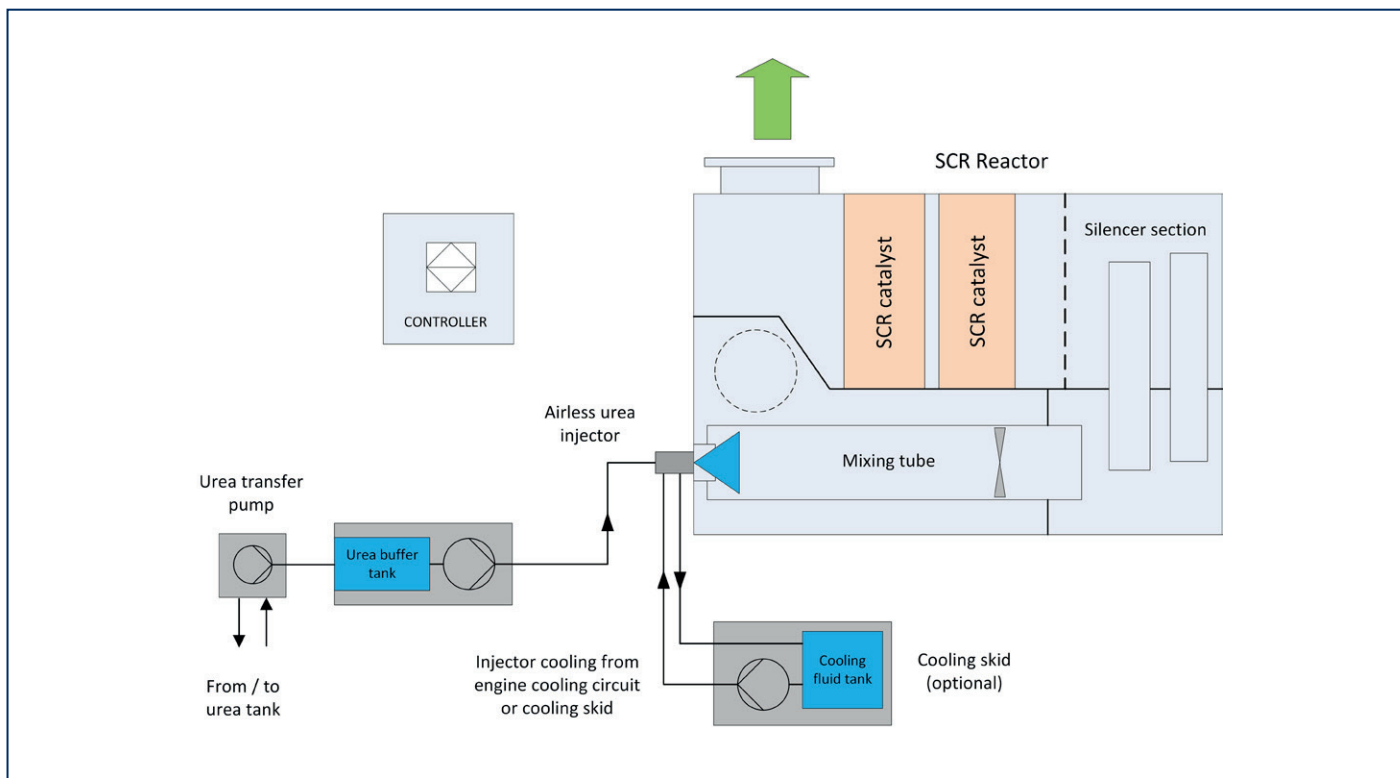 SCR Reactor
Silencer section
SCR catalyst
SCR catalyst
CONTROLLER
Airless urea
injector
Mixing tube
Urea transfer
pump
Urea buffer
tank
From / to
urea tank
Injector cooling from
engine cooling circuit
or cooling skid
Cooling
fluid tank
Cooling skid
(optional)